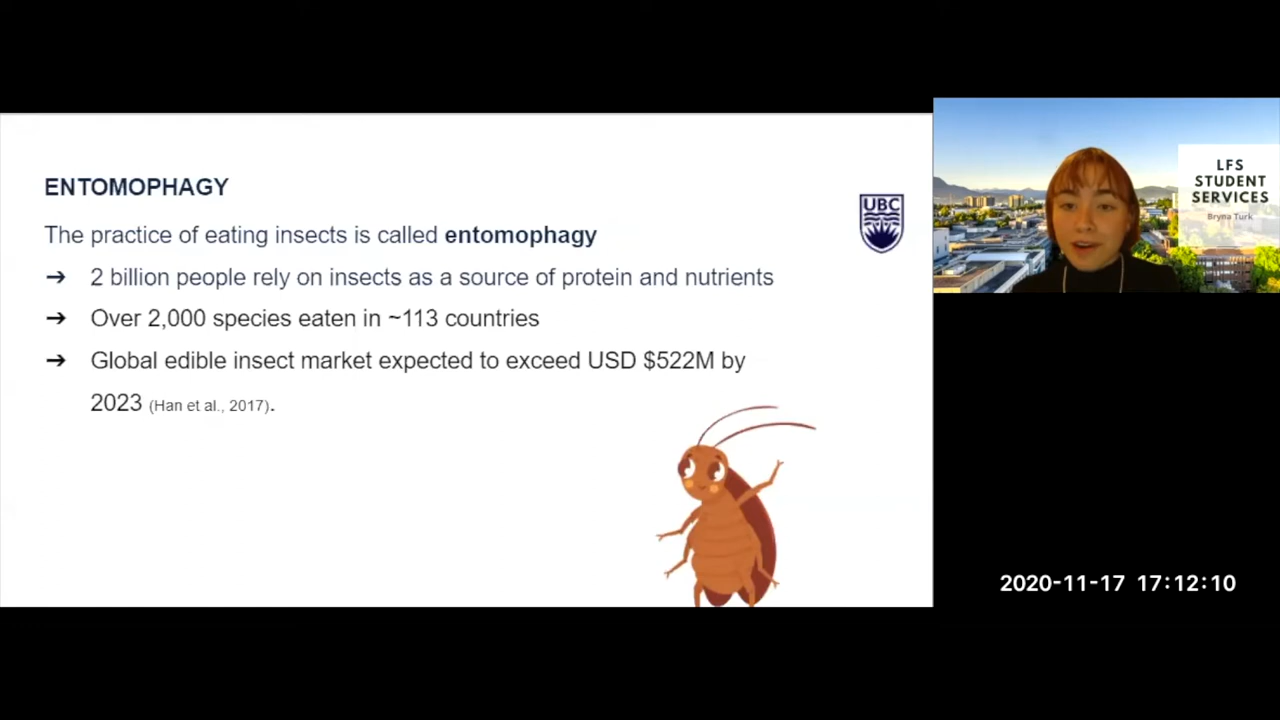 ENTOMOPHAGY
The practice of eating insects is called entomophagy
➔ 2 billion people rely on insects as a source of protein and nutrients
➔ Over 2,000 species eaten in ~113 countries
➔ Global edible insect market expected to exceed USD $522M by
2023 (Han et al., 2017).
UBC
LFS
STUDENT
SERVICES
Bryna Turk
2020-11-17 17:12:10